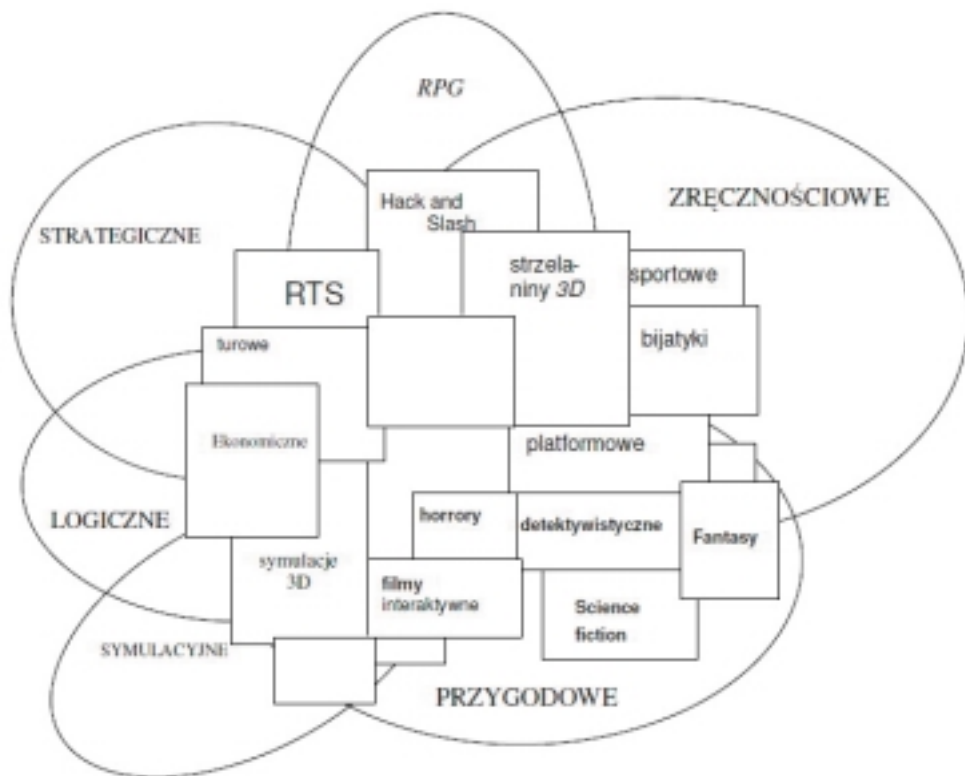 RPG
ZRĘCZNOŚCIOWE
Hack and
Slash
STRATEGICZNE
strzela-
niny 3D
sportowe
RTS
bijatyki
turowe
Ekonomiczne
platformowe
LOGICZNE
horrory
detektywistyczne
Fantasy
symulacje
3D
filmy
interaktywne
Science
fiction
SYMULACYJNE
PRZYGODOWE